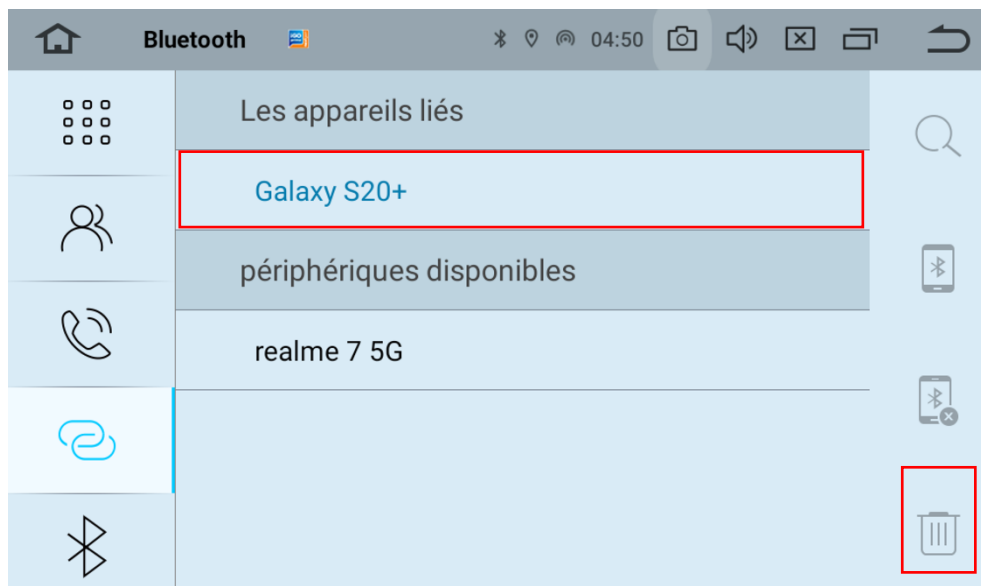 Bluetooth 04:50
Les appareils liés
Galaxy S20+
périphériques disponibles
realme 7 5G